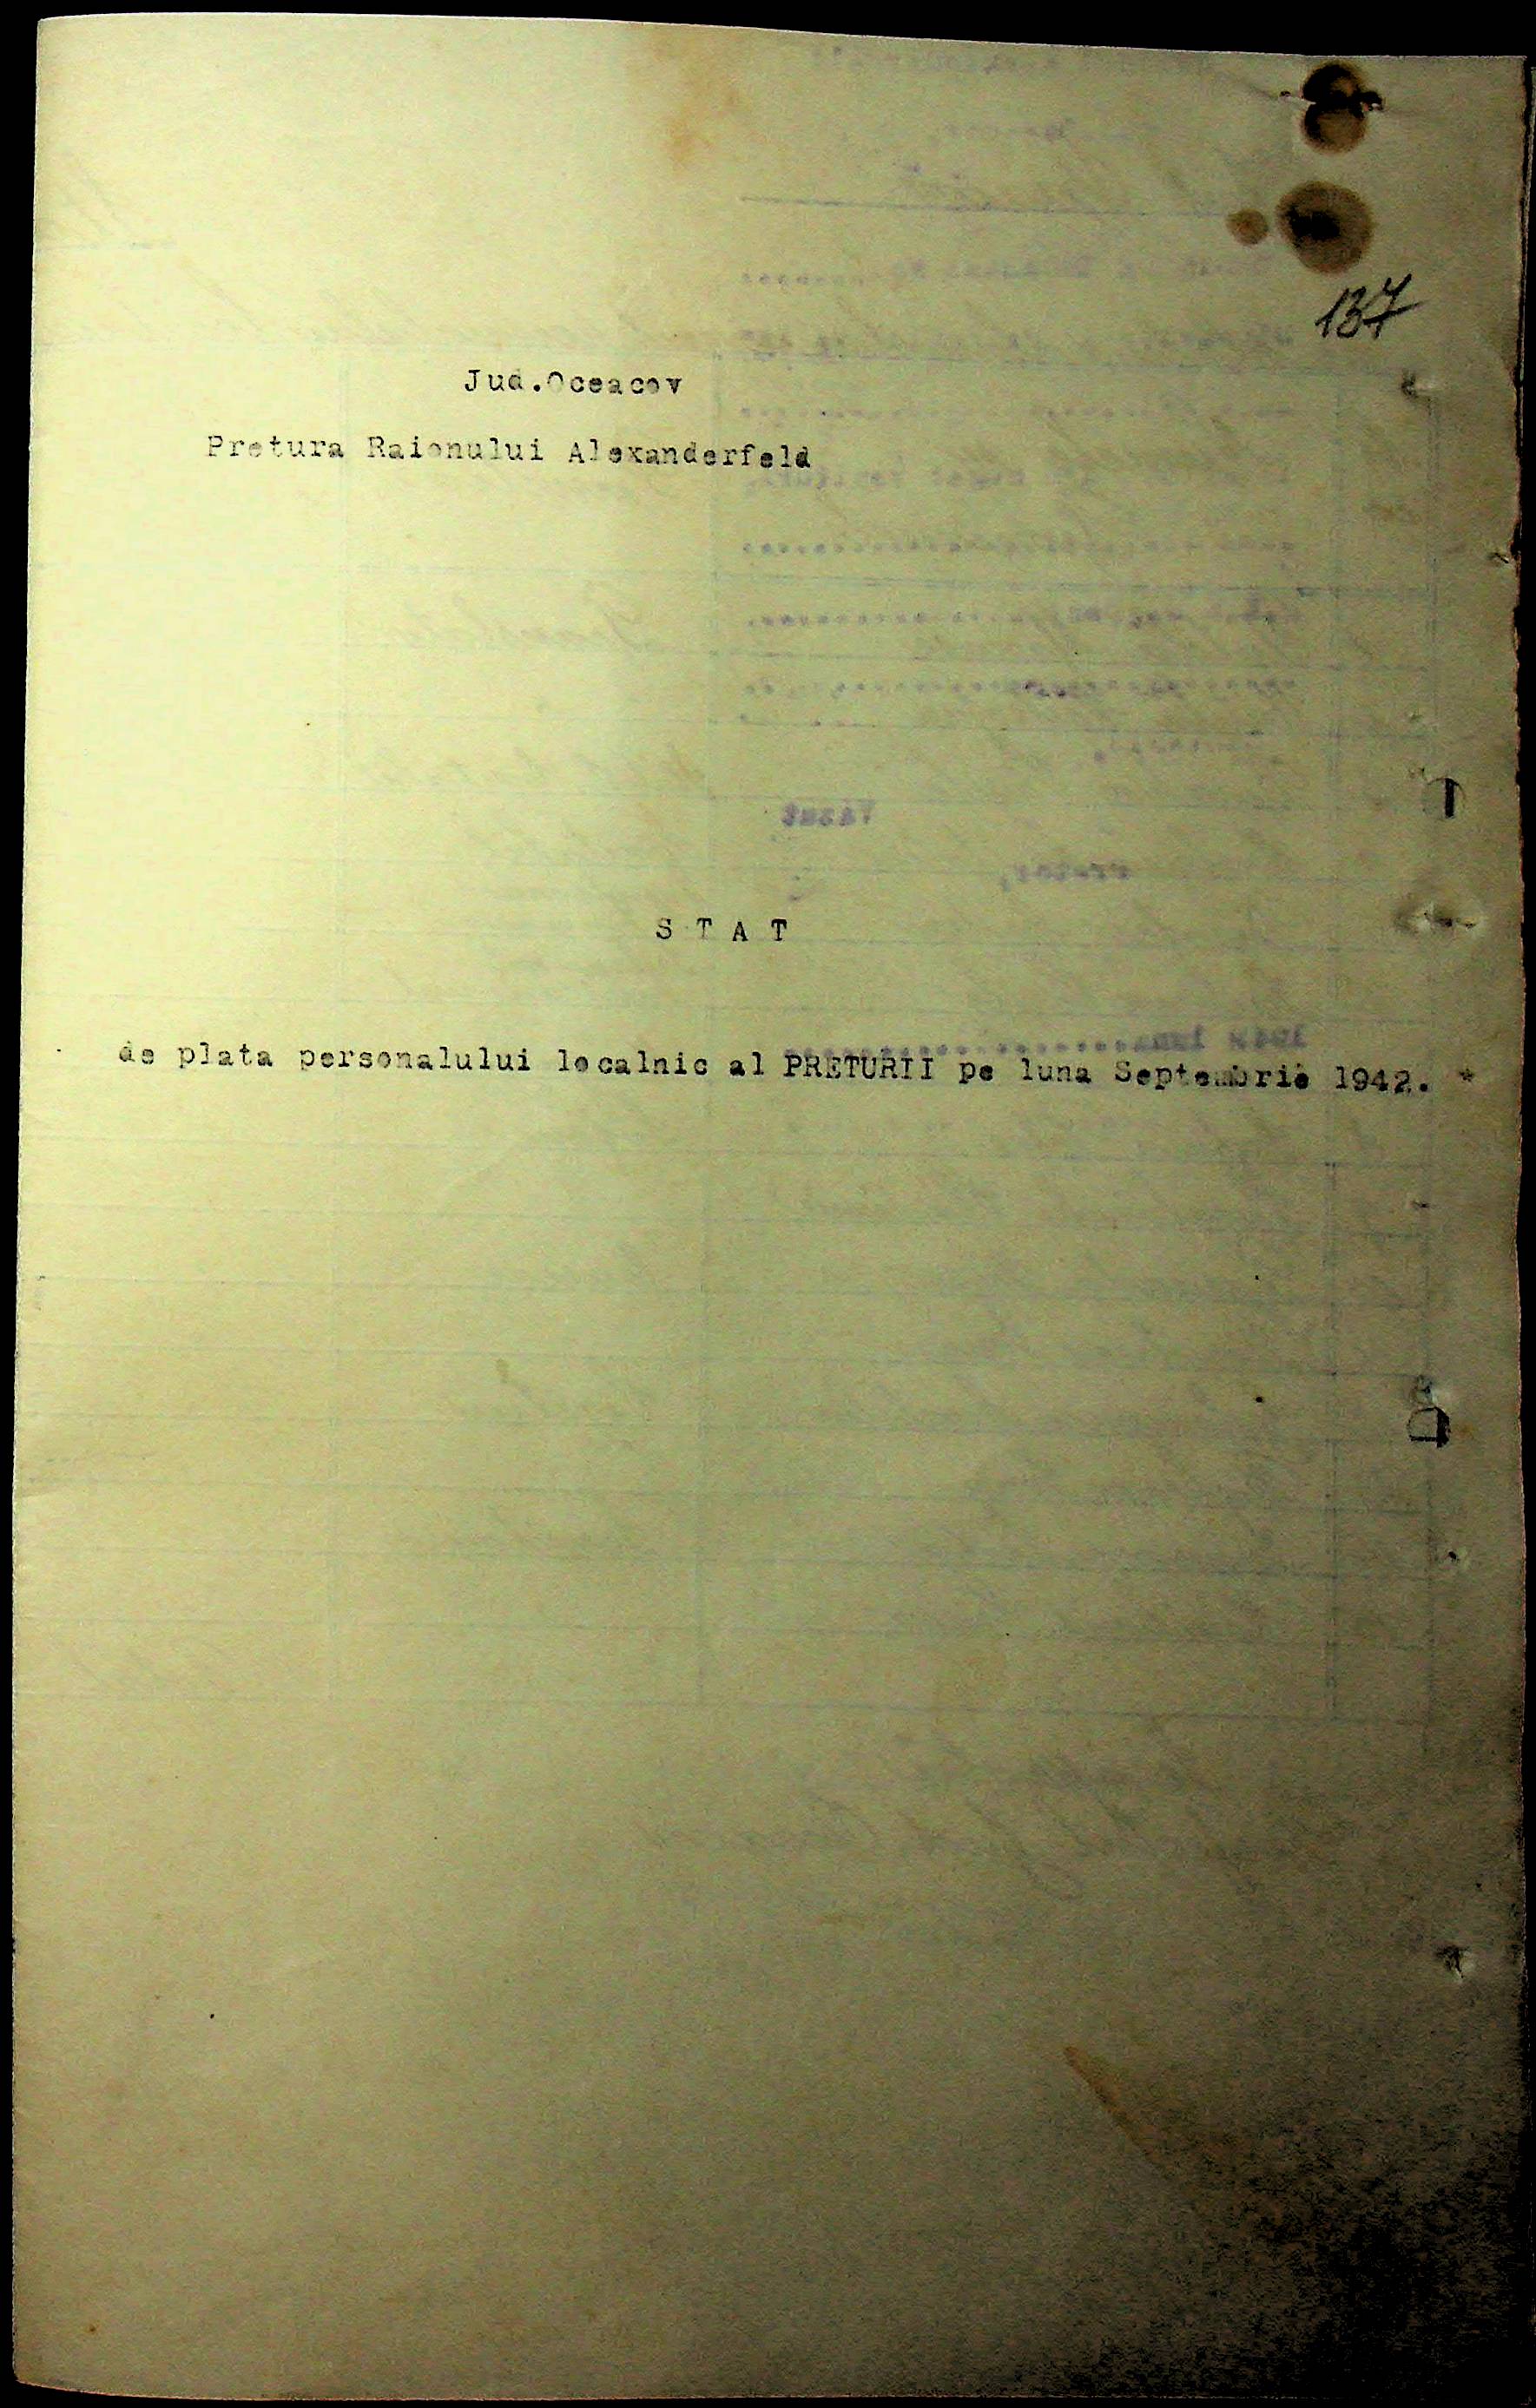 137
Jud.Oceacov
Pretura Raionului Alexanderfeld
S T A T
de plata personalului localnic al PRETURII pe luna Septembrie 1942.